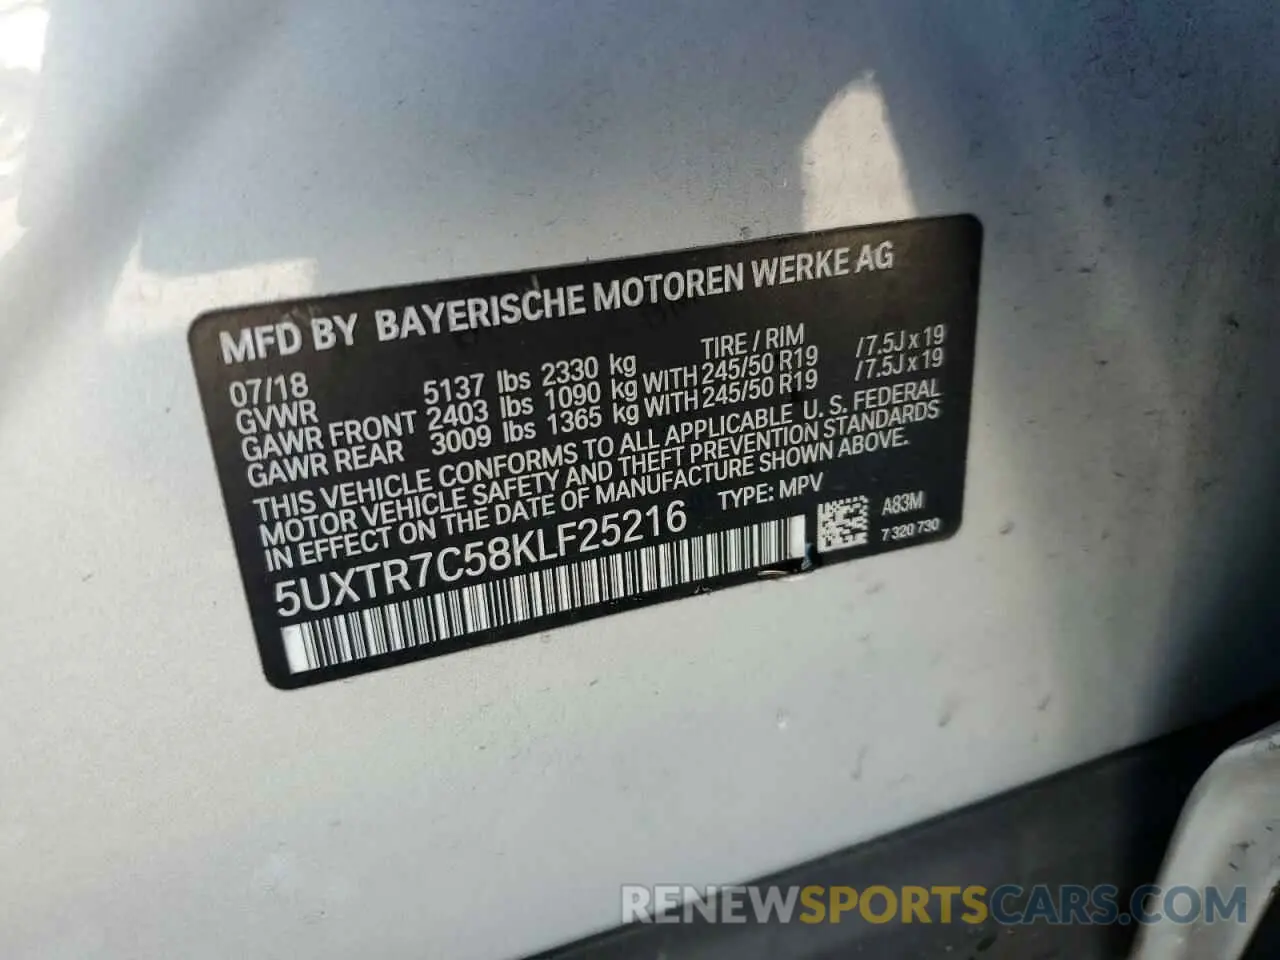 MFD BY BAYERISCHE MOTOREN WERKE AG
07/18 TIRE / RIM
GVWR 5137 lbs 2330 kg
GAWR FRONT 2403 lbs 1090 kg WITH 245/50 R19 /7.5J x 19
GAWR REAR 3009 lbs 1365 kg WITH 245/50 R19 /7.5J x 19
THIS VEHICLE CONFORMS TO ALL APPLICABLE U. S. FEDERAL
MOTOR VEHICLE SAFETY AND THEFT PREVENTION STANDARDS
IN EFFECT ON THE DATE OF MANUFACTURE SHOWN ABOVE.
5UXTR7C58KLF25216 TYPE: MPV
A83M
7 320 730
RENEWSPORTSCARS.COM